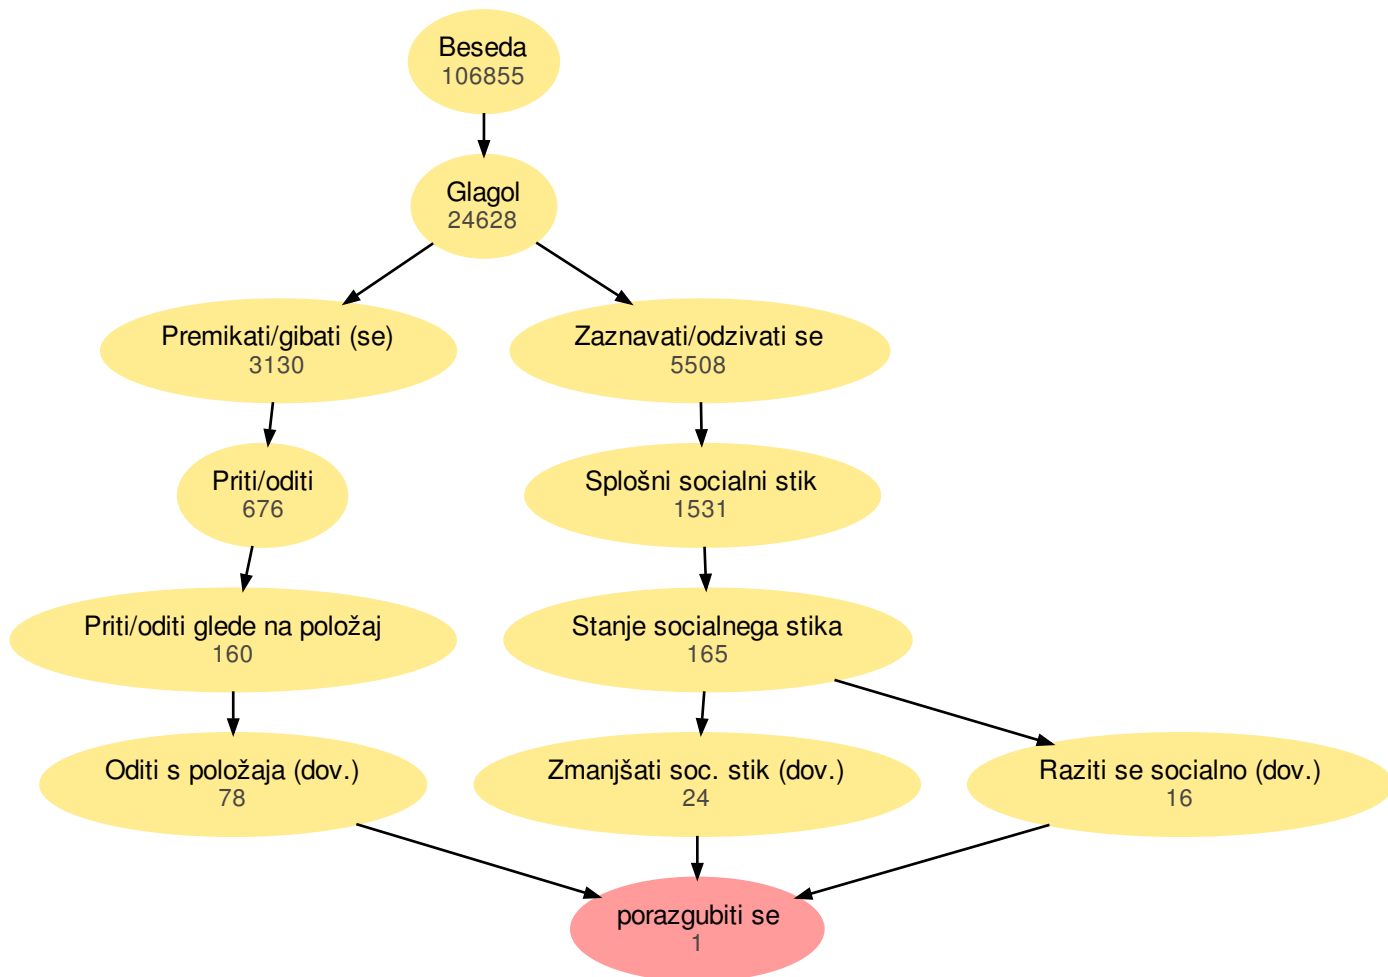 Beseda
106855
Glagol
24628
Premikati/gibati (se)
3130
Zaznavati/odzivati se
5508
Priti/oditi
676
Splošni socialni stik
1531
Priti/oditi glede na položaj
160
Stanje socialnega stika
165
Oditi s položaja (dov.)
78
Zmanjšati soc. stik (dov.)
24
Raziti se socialno (dov.)
16
porazgubiti se
1